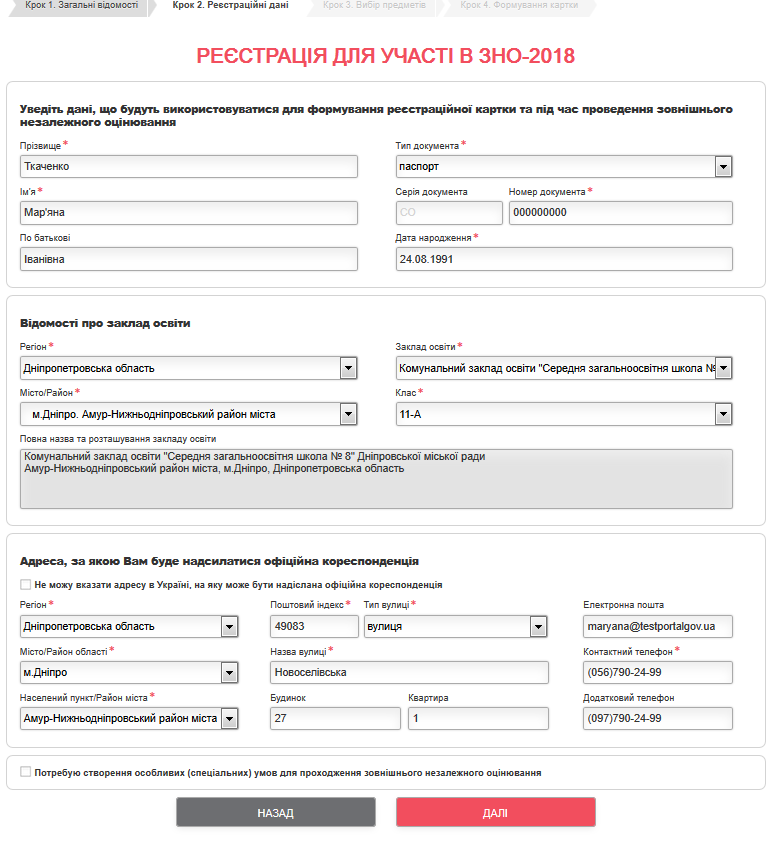 Крок 1. Загальні відомості
Крок 2. Реєстраційні дані
Крок 3. Вибір предметів
Крок 4. Формування картки
РЕЄСТРАЦІЯ ДЛЯ УЧАСТІ В ЗНО-2018
Уведіть дані, що будуть використовуватися для формування реєстраційної картки та під час проведення зовнішнього
незалежного оцінювання
Прізвище *
Тип документа *
Ткаченко
паспорт
Ім'я *
Серія документа
Номер документа *
Мар'яна
СО
000000000
По батькові
Дата народження *
Іванівна
24.08.1991
Відомості про заклад освіти
Регіон *
Заклад освіти *
Дніпропетровська область
Комунальний заклад освіти "Середня загальноосвітня школа №
Місто/Район *
Клас *
м.Дніпро. Амур-Нижньодніпровський район міста
11-А
Повна назва та розташування закладу освіти
Комунальний заклад освіти "Середня загальноосвітня школа № 8" Дніпровської міської ради
Амур-Нижньодніпровський район міста, м.Дніпро, Дніпропетровська область
Адреса, за якою Вам буде надсилатися офіційна кореспонденція
Не можу вказати адресу в Україні, на яку може бути надіслана офіційна кореспонденція
Регіон *
Поштовий індекс *
Тип вулиці *
Електронна пошта
Дніпропетровська область
49083
вулиця
maryana@testportalgov.ua
Місто/Район області *
Назва вулиці *
Контактний телефон *
м.Дніпро
Новоселівська
(056)790-24-99
Населений пункт/Район міста *
Будинок
Квартира
Додатковий телефон
Амур-Нижньодніпровський район міста
27
1
(097)790-24-99
Потребую створення особливих (спеціальних) умов для проходження зовнішнього незалежного оцінювання
НАЗАД
ДАЛІ